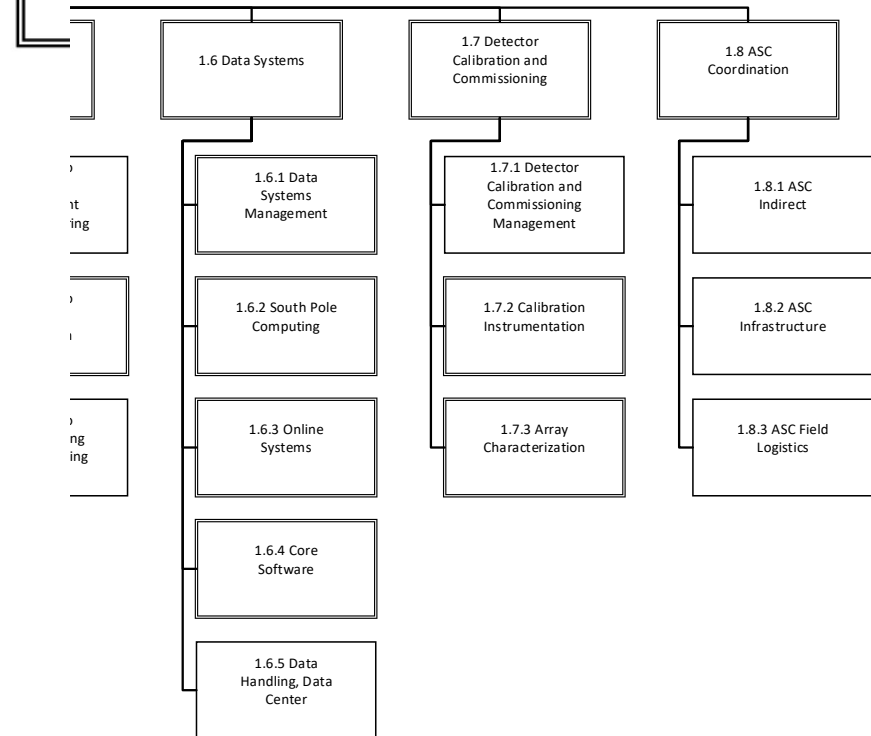 1.6 Data Systems
1.7 Detector
Calibration and
Commissioning
1.8 ASC
Coordination
nt
ring
ng
ing
1.6.1 Data
Systems
Management
1.6.2 South Pole
Computing
1.6.3 Online
Systems
1.6.4 Core
Software
1.6.5 Data
Handling, Data
Center
1.7.1 Detector
Calibration and
Commissioning
Management
1.7.2 Calibration
Instrumentation
1.7.3 Array
Characterization
1.8.1 ASC
Indirect
1.8.2 ASC
Infrastructure
1.8.3 ASC Field
Logistics